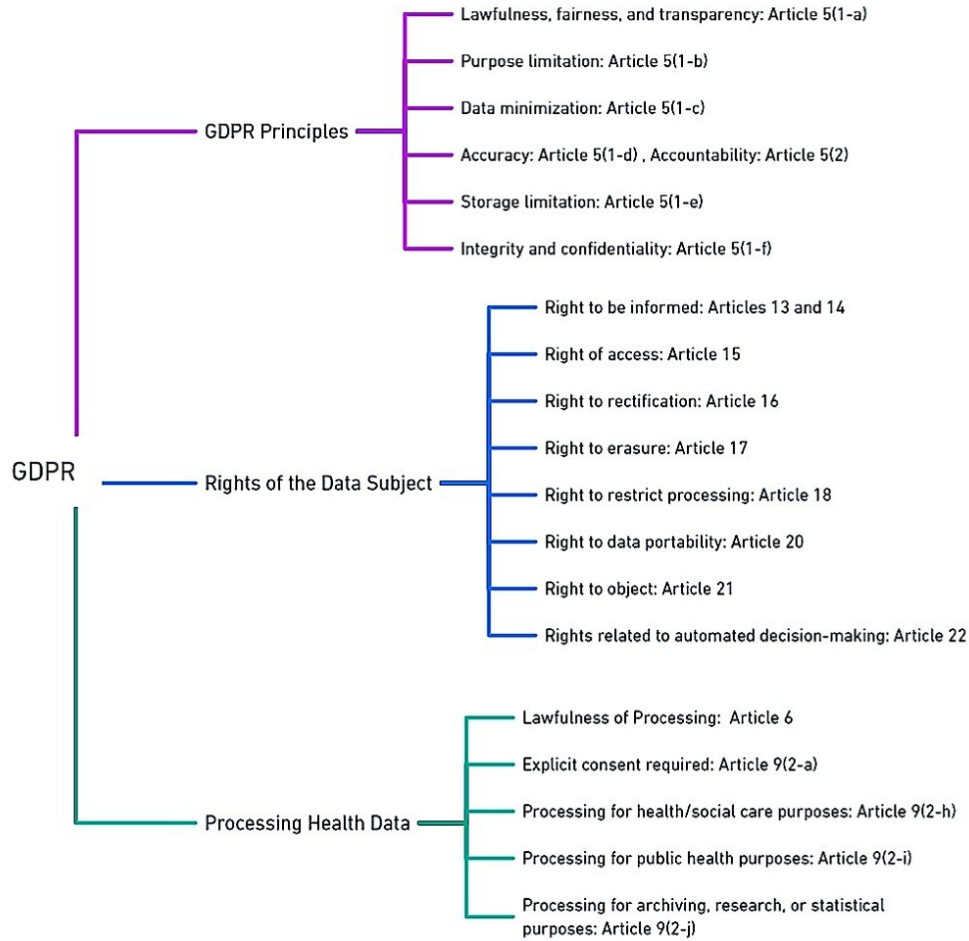 Lawfulness, fairness, and transparency: Article 5(1-a)
Purpose limitation: Article 5(1-b)
Data minimization: Article 5(1-c)
GDPR Principles
Accuracy: Article 5(1-d) , Accountability: Article 5(2)
Storage limitation: Article 5(1-e)
Integrity and confidentiality: Article 5(1-f)
Right to be informed: Articles 13 and 14
Right of access: Article 15
Right to rectification: Article 16
Right to erasure: Article 17
GDPR
Rights of the Data Subject
Right to restrict processing: Article 18
Right to data portability: Article 20
Right to object: Article 21
Rights related to automated decision-making: Article 22
Lawfulness of Processing: Article 6
Explicit consent required: Article 9(2-a)
Processing for health/social care purposes: Article 9(2-h)
Processing Health Data
Processing for public health purposes: Article 9(2-i)
Processing for archiving, research, or statistical
purposes: Article 9(2-j)